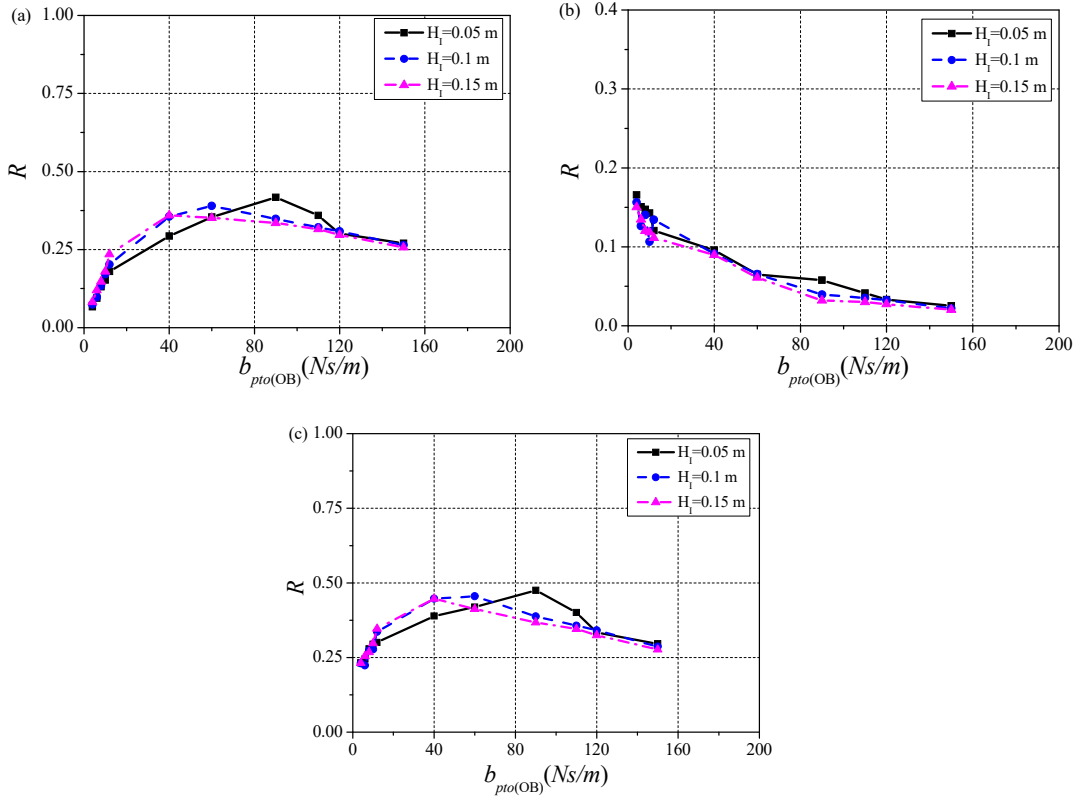 (a)
1.00
0.75
0.50
0.25
0.00
R
H_I=0.05 m
H_I=0.1 m
H_I=0.15 m
0 40 80 120 160 200
b_pto(OB)(Ns/m)
(b)
0.4
0.3
0.2
0.1
0.0
R
H_I=0.05 m
H_I=0.1 m
H_I=0.15 m
0 40 80 120 160 200
b_pto(OB)(Ns/m)
(c)
1.00
0.75
0.50
0.25
0.00
R
H_I=0.05 m
H_I=0.1 m
H_I=0.15 m
0 40 80 120 160 200
b_pto(OB)(Ns/m)